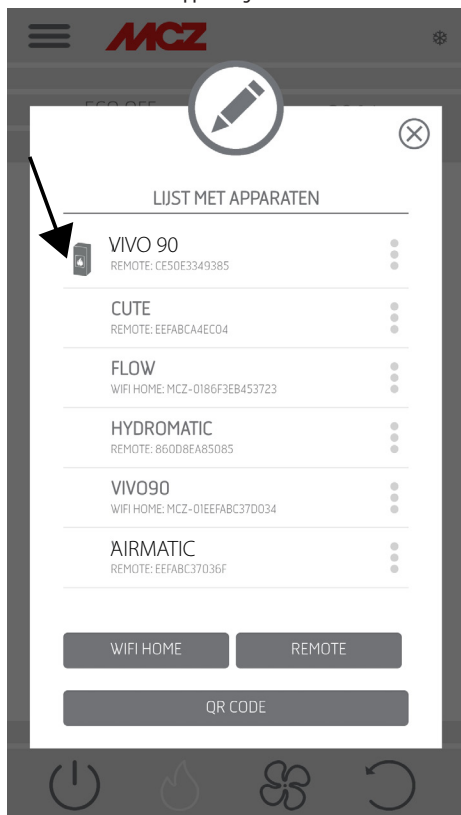 MCZ
LIJST MET APPARATEN
VIVO 90
REMOTE: CE50E3349385
CUTE
REMOTE: EEFABCA4EC04
FLOW
WIFI HOME: MCZ-0186F3EB453723
HYDROMATIC
REMOTE: 860D8EA85085
VIVO90
WIFI HOME: MCZ-01EEFABC37D034
AIRMATIC
REMOTE: EEFABC37036F
WIFI HOME
REMOTE
QR CODE